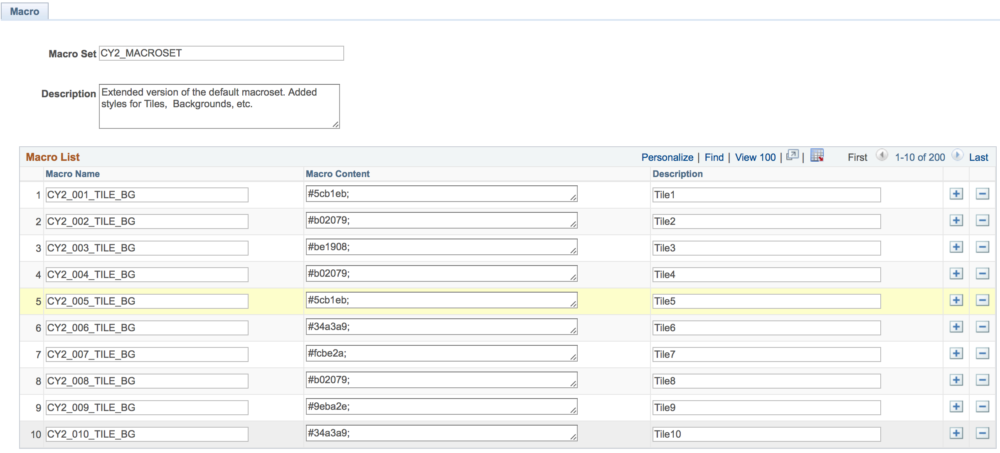 Macro
Macro Set CY2_MACROSET
Description Extended version of the default macroset. Added
styles for Tiles,  Backgrounds, etc.
Macro List Personalize | Find | View 100 | | First 1-10 of 200 Last
Macro Name Macro Content Description
1 CY2_001_TILE_BG #5cb1eb; Tile1
2 CY2_002_TILE_BG #b02079; Tile2
3 CY2_003_TILE_BG #be1908; Tile3
4 CY2_004_TILE_BG #b02079; Tile4
5 CY2_005_TILE_BG #5cb1eb; Tile5
6 CY2_006_TILE_BG #34a3a9; Tile6
7 CY2_007_TILE_BG #fcbe2a; Tile7
8 CY2_008_TILE_BG #b02079; Tile8
9 CY2_009_TILE_BG #9eba2e; Tile9
10 CY2_010_TILE_BG #34a3a9; Tile10